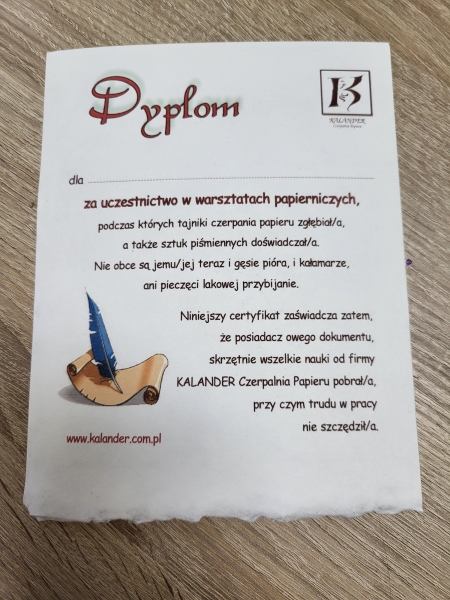 Dyplom
K
KALANDER
Czerpalnia Papieru
dla
za uczestnictwo w warsztatach papierniczych,
podczas których tajniki czerpania papieru zgłębiał/a,
a także sztuk piśmiennych doświadczał/a.
Nie obce są jemu/jej teraz i gęsie pióra, i kałamarze,
ani pieczęci lakowej przybijanie.
Niniejszy certyfikat zaświadcza zatem,
że posiadacz owego dokumentu,
skrzętnie wszelkie nauki od firmy
KALANDER Czerpalnia Papieru pobrał/a,
przy czym trudu w pracy
nie szczędził/a.
www.kalander.com.pl